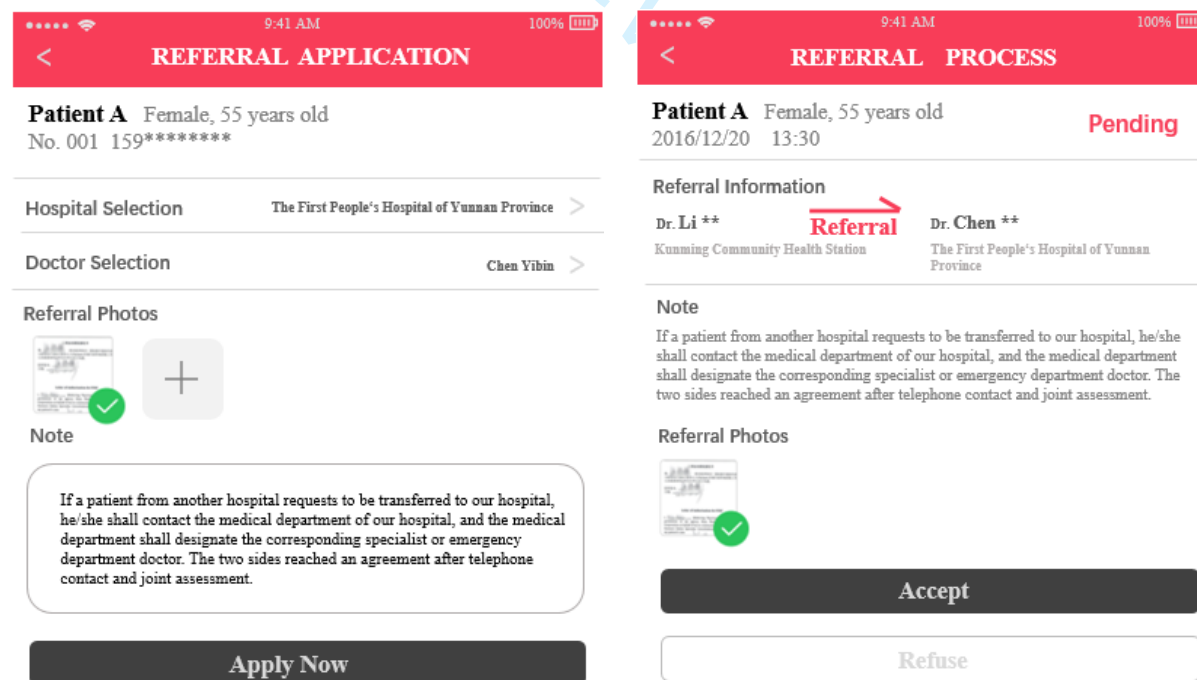 9:41 AM 100%
< REFERRAL APPLICATION
Patient A Female, 55 years old
No. 001 159********
Hospital Selection The First People's Hospital of Yunnan Province >
Doctor Selection Chen Yibin >
Referral Photos
Note
If a patient from another hospital requests to be transferred to our hospital,
he/she shall contact the medical department of our hospital, and the medical
department shall designate the corresponding specialist or emergency
department doctor. The two sides reached an agreement after telephone
contact and joint assessment.
Apply Now
9:41 AM 100%
< REFERRAL PROCESS
Patient A Female, 55 years old
2016/12/20 13:30
Pending
Referral Information
Dr. Li ** Referral Dr. Chen **
Kunming Community Health Station The First People's Hospital of Yunnan
Province
Note
If a patient from another hospital requests to be transferred to our hospital, he/she
shall contact the medical department of our hospital, and the medical department
shall designate the corresponding specialist or emergency department doctor. The
two sides reached an agreement after telephone contact and joint assessment.
Referral Photos
Accept
Refuse